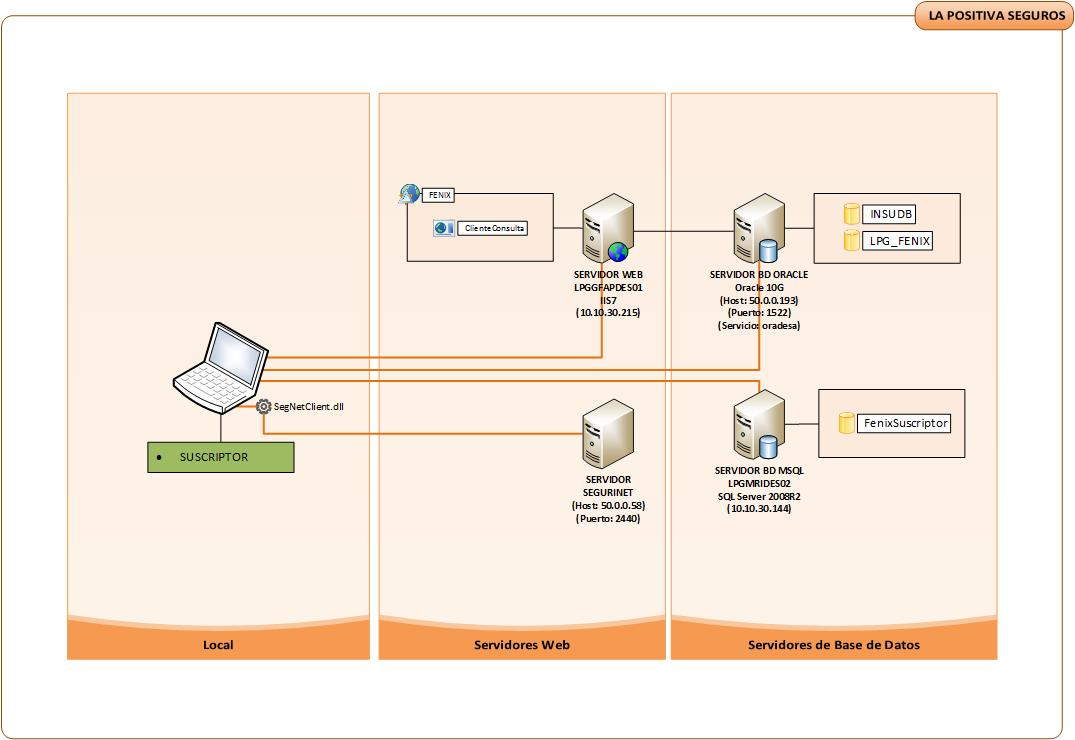 LA POSITIVA SEGUROS
FENIX
ClienteConsulta
SERVIDOR WEB
LPGGFAPDES01
IIS7
(10.10.30.215)
SERVIDOR BD ORACLE
Oracle 10G
(Host: 50.0.0.193)
(Puerto: 1522)
(Servicio: oradesa)
INSUDB
LPG_FENIX
SegNetClient.dll
• SUSCRIPTOR
SERVIDOR
SEGURINET
(Host: 50.0.0.58)
(Puerto: 2440)
SERVIDOR BD MSQL
LPGMRIDES02
SQL Server 2008R2
(10.10.30.144)
FenixSuscriptor
Local
Servidores Web
Servidores de Base de Datos